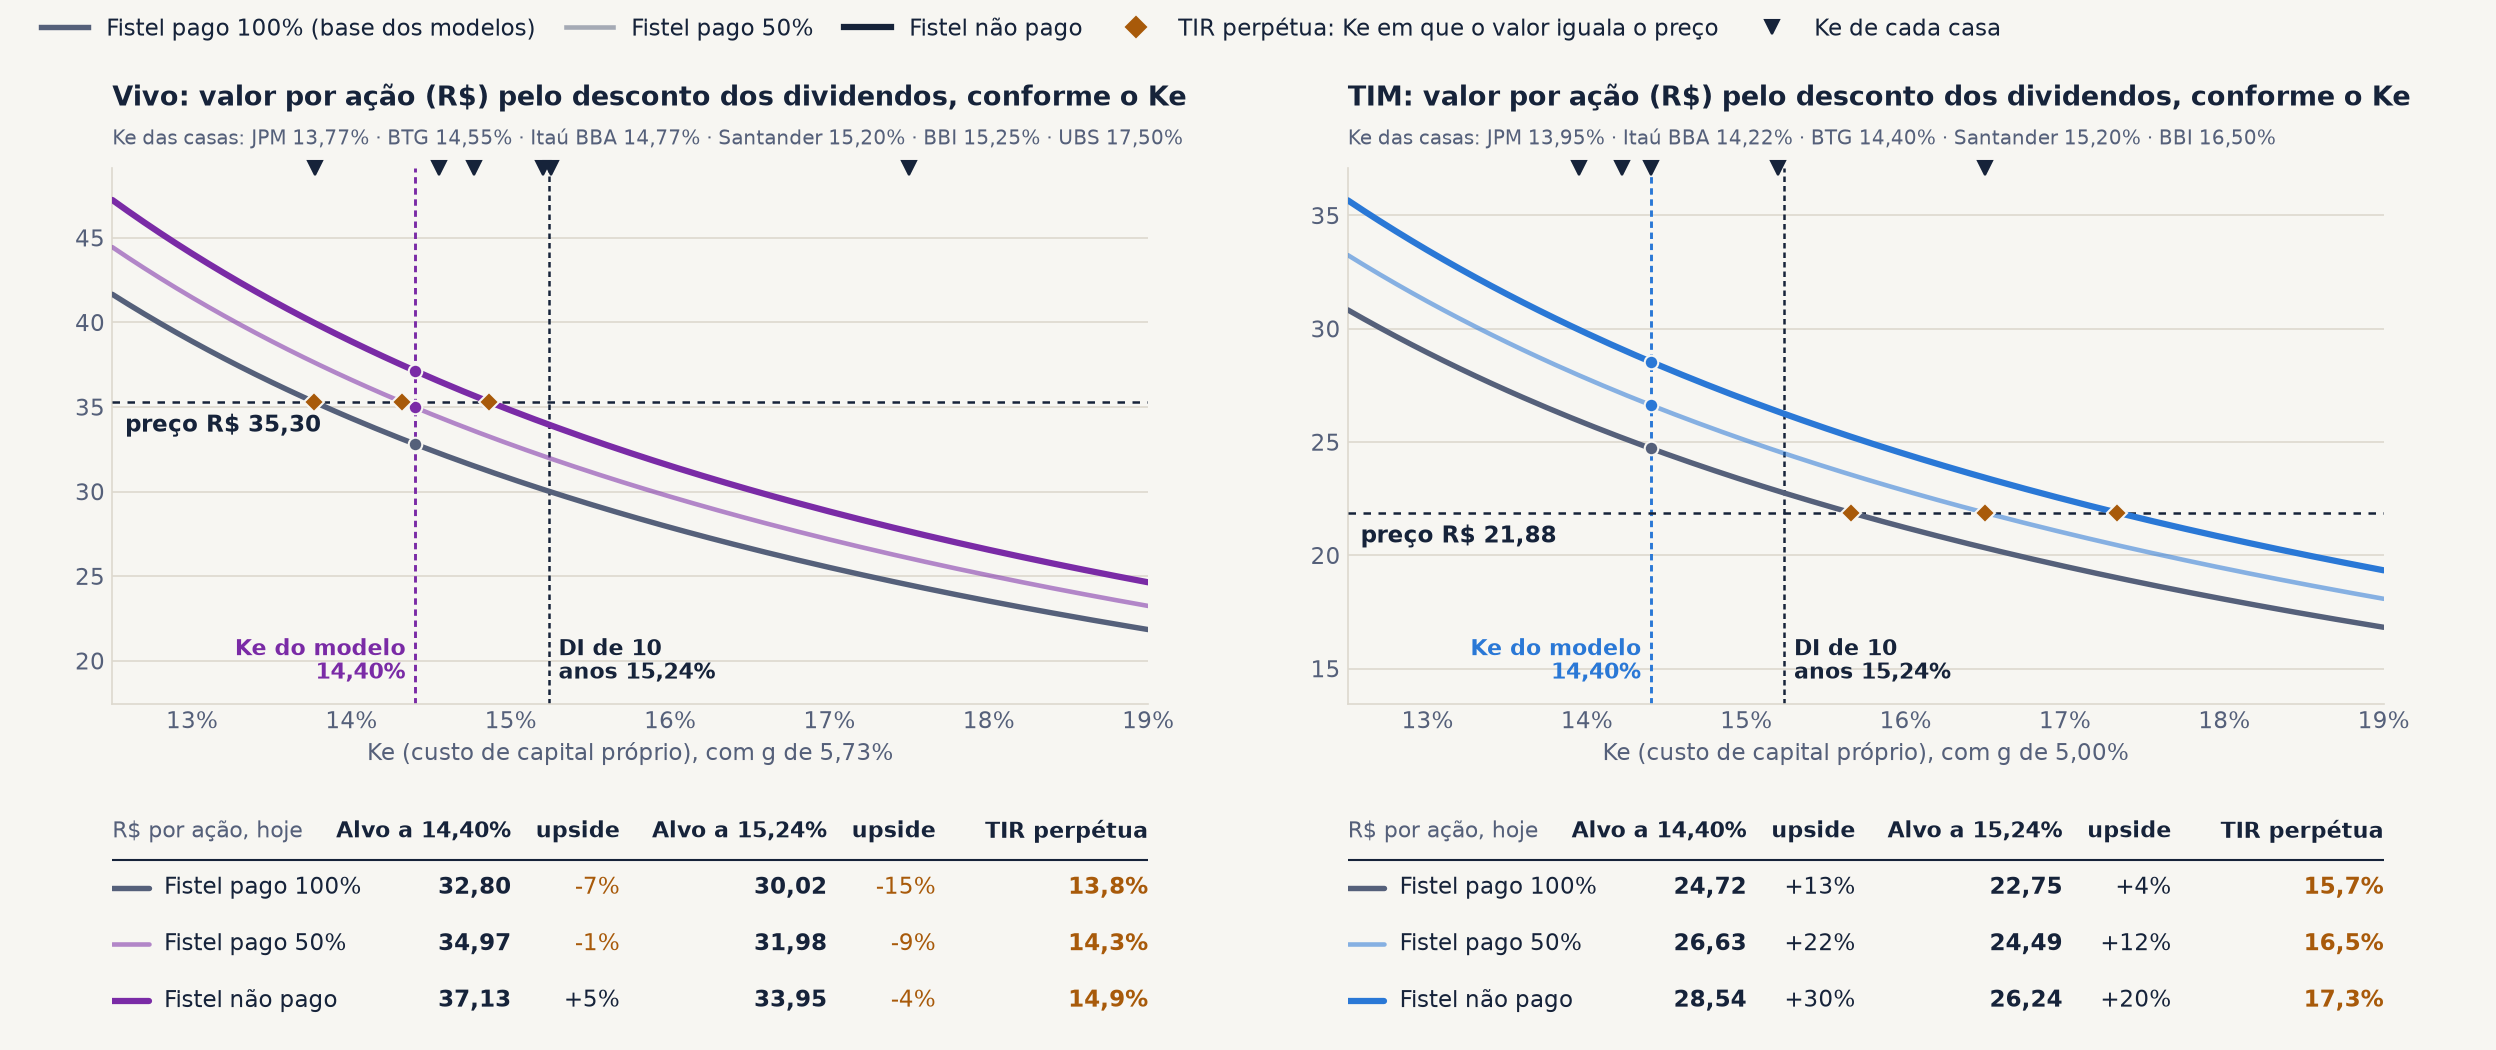 Fistel pago 100% (base dos modelos) Fistel pago 50% Fistel não pago TIR perpétua: Ke em que o valor iguala o preço Ke de cada casa
Vivo: valor por ação (R$) pelo desconto dos dividendos, conforme o Ke
Ke das casas: JPM 13,77% · BTG 14,55% · Itaú BBA 14,77% · Santander 15,20% · BBI 15,25% · UBS 17,50%
45
40
35
30
25
20
preço R$ 35,30
Ke do modelo
14,40%
DI de 10
anos 15,24%
13% 14% 15% 16% 17% 18% 19%
Ke (custo de capital próprio), com g de 5,73%
R$ por ação, hoje Alvo a 14,40% upside Alvo a 15,24% upside TIR perpétua
Fistel pago 100% 32,80 -7% 30,02 -15% 13,8%
Fistel pago 50% 34,97 -1% 31,98 -9% 14,3%
Fistel não pago 37,13 +5% 33,95 -4% 14,9%
TIM: valor por ação (R$) pelo desconto dos dividendos, conforme o Ke
Ke das casas: JPM 13,95% · Itaú BBA 14,22% · BTG 14,40% · Santander 15,20% · BBI 16,50%
35
30
25
20
15
preço R$ 21,88
Ke do modelo
14,40%
DI de 10
anos 15,24%
13% 14% 15% 16% 17% 18% 19%
Ke (custo de capital próprio), com g de 5,00%
R$ por ação, hoje Alvo a 14,40% upside Alvo a 15,24% upside TIR perpétua
Fistel pago 100% 24,72 +13% 22,75 +4% 15,7%
Fistel pago 50% 26,63 +22% 24,49 +12% 16,5%
Fistel não pago 28,54 +30% 26,24 +20% 17,3%